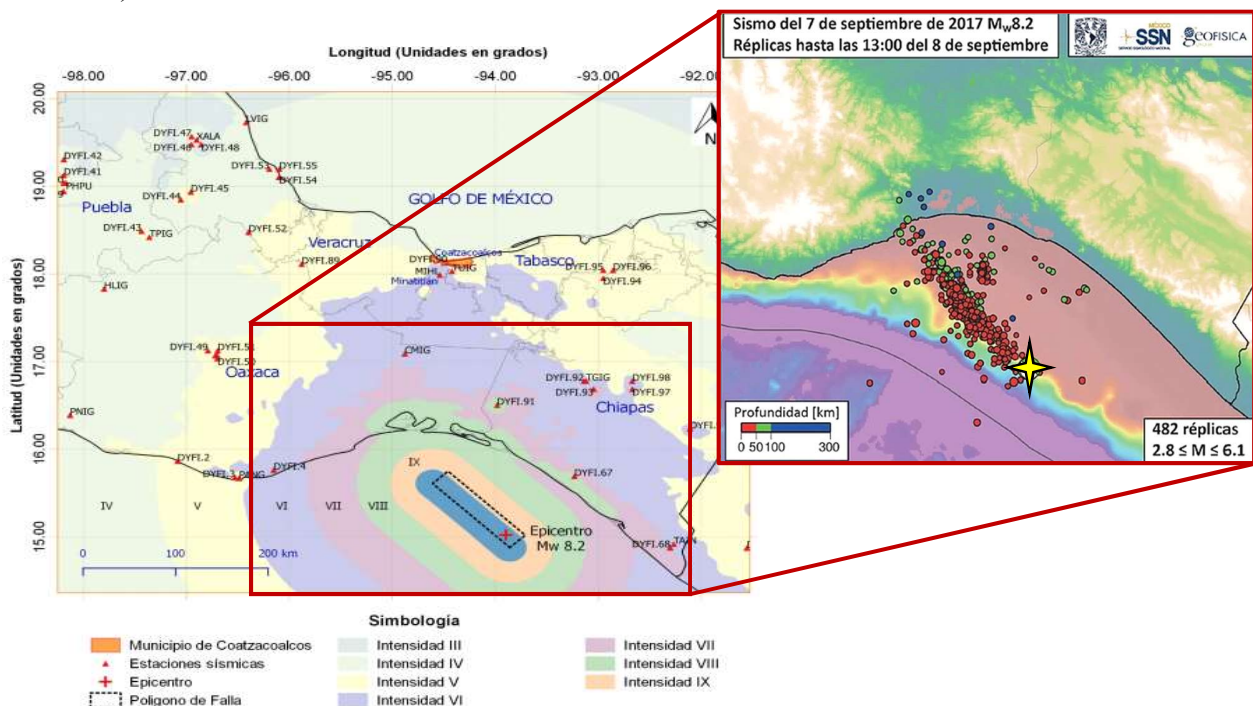 Longitud (Unidades en grados)
-98.00
-97.00
-96.00
-95.00
-94.00
-93.00
-92.00
Latitud (Unidades en grados)
20.00
19.00
18.00
17.00
16.00
15.00
N
LVIG
DYFI.47
XALA
DYFI.46
DYFI.48
DYFI.42
DYFI.53
DYFI.55
DYFI.41
DYFI.54
PHPU
DYFI.44
DYFI.45
GOLFO DE MÉXICO
Puebla
DYFI.43
TPIG
DYFI.52
Veracruz
DYFI.89
Coatzacoalcos
TUIG
MIHI
Minatitlán
Tabasco
DYFI.95
DYFI.96
DYFI.94
HLIG
DYFI.49
DYFI.51
DYFI.50
CMIG
Oaxaca
DYFI.92
TGIG
DYFI.98
DYFI.93
DYFI.97
Chiapas
DYFI.91
PNIG
DYFI.2
DYFI.3
PANG
DYFI.4
DYFI.67
IX
IV
V
VI
VII
VIII
Epicentro
Mw 8.2
DYFI.68
0
100
200 km
Simbología
Municipio de Coatzacoalcos
Estaciones sísmicas
Epicentro
Poligono de Falla
Intensidad III
Intensidad IV
Intensidad V
Intensidad VI
Intensidad VII
Intensidad VIII
Intensidad IX
Sismo del 7 de septiembre de 2017 Mw8.2
Réplicas hasta las 13:00 del 8 de septiembre
MÉXICO
SSN
SERVICIO SISMOLÓGICO NACIONAL
geOFISICA
Profundidad [km]
0 50 100 300
482 réplicas
2.8 ≤ M ≤ 6.1